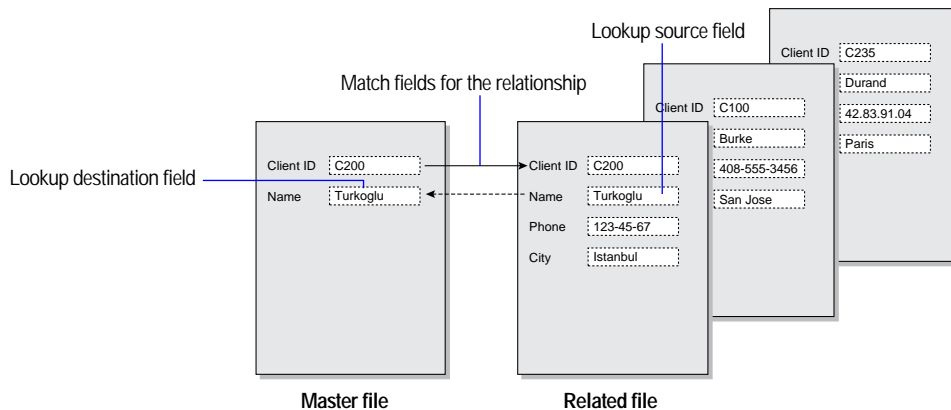 Lookup source field
Match fields for the relationship
Lookup destination field
Client ID C200
Name Turkoglu
Master file
Client ID C200
Name Turkoglu
Phone 123-45-67
City Istanbul
Related file
Client ID C100
Burke
408-555-3456
San Jose
Client ID C235
Durand
42.83.91.04
Paris